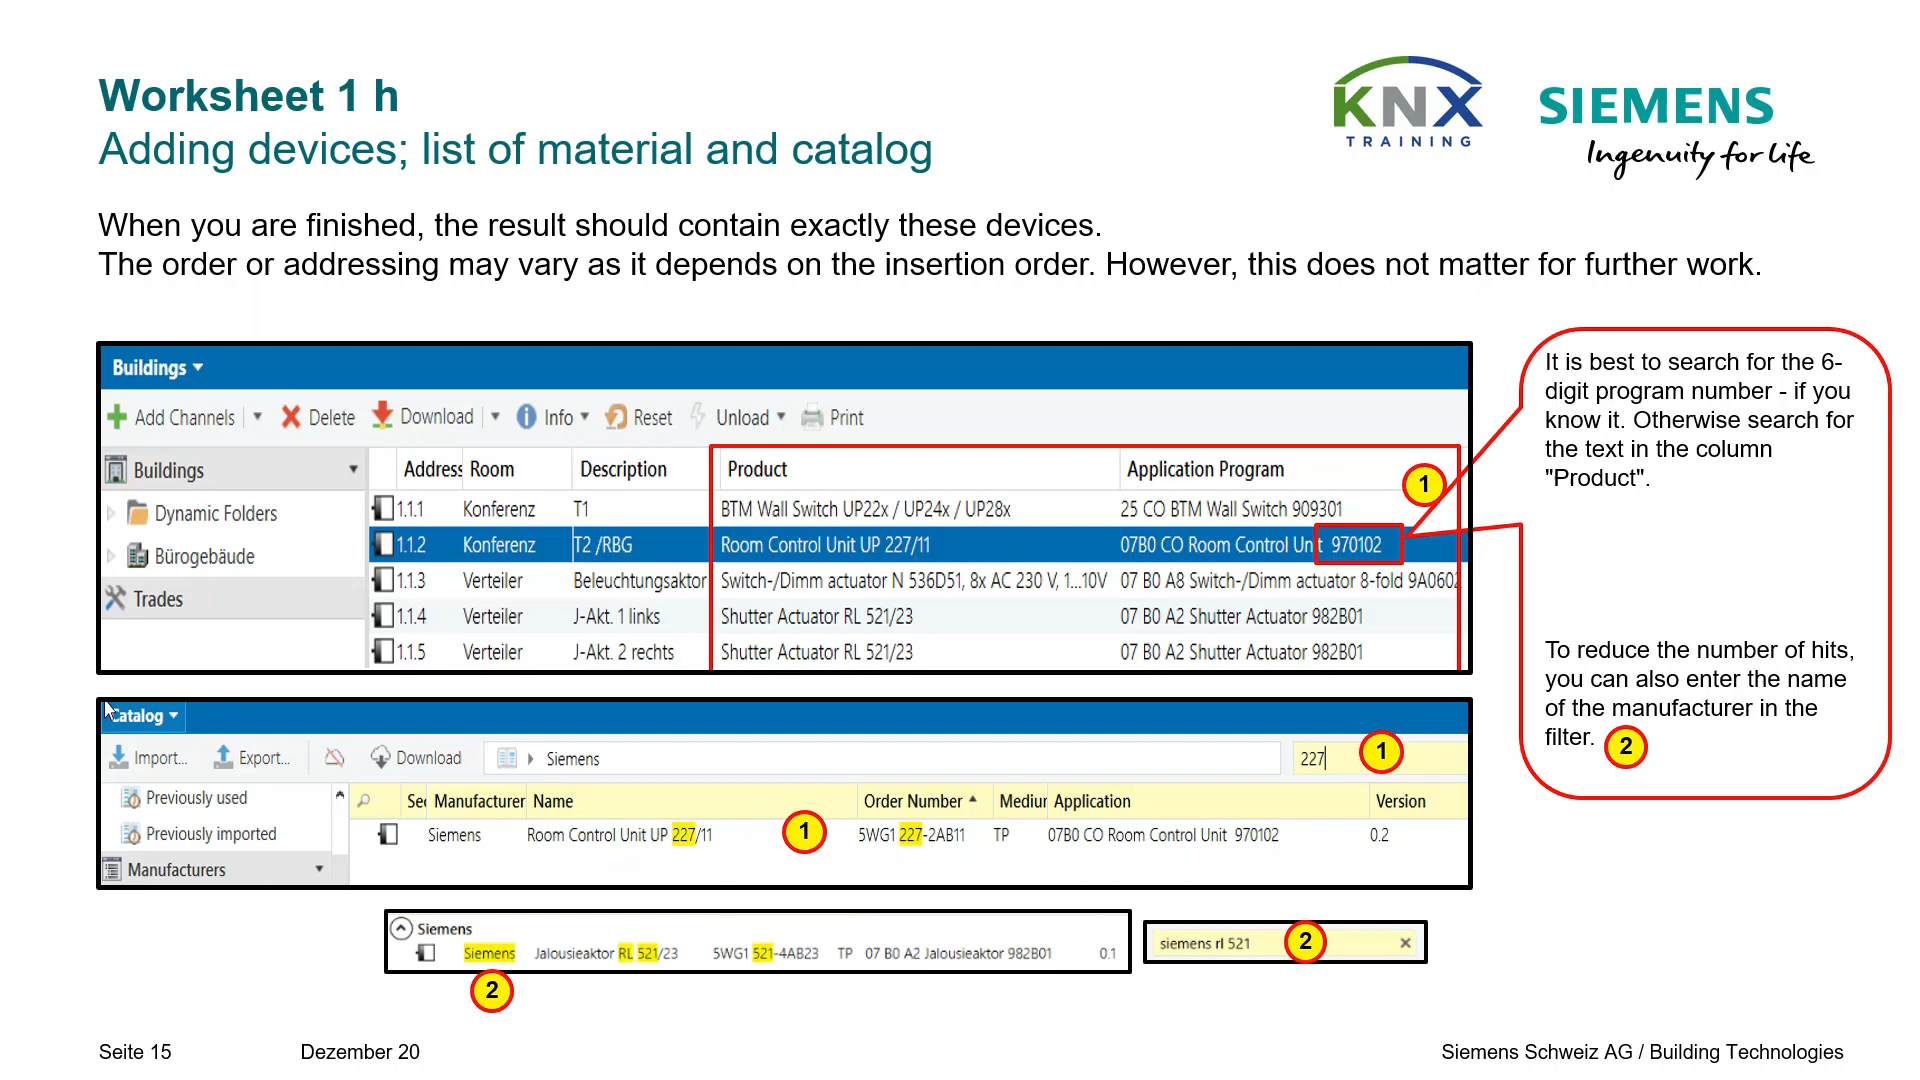 Worksheet 1 h
Adding devices; list of material and catalog
KNX
TRAINING
SIEMENS
Ingenuity for life
When you are finished, the result should contain exactly these devices.
The order or addressing may vary as it depends on the insertion order. However, this does not matter for further work.
Buildings
Add Channels Delete Download Info Reset Unload Print
Buildings
Dynamic Folders
Bürogebäude
Trades
Address Room Description Product Application Program
1.1.1 Konferenz T1 BTM Wall Switch UP22x / UP24x / UP28x 25 CO BTM Wall Switch 909301
1.1.2 Konferenz T2 /RBG Room Control Unit UP 227/11 07B0 CO Room Control Unit 970102
1.1.3 Verteiler Beleuchtungsaktor Switch-/Dimm actuator N 536D51, 8x AC 230 V, 1...10V 07 B0 A8 Switch-/Dimm actuator 8-fold 9A0602
1.1.4 Verteiler J-Akt. 1 links Shutter Actuator RL 521/23 07 B0 A2 Shutter Actuator 982B01
1.1.5 Verteiler J-Akt. 2 rechts Shutter Actuator RL 521/23 07 B0 A2 Shutter Actuator 982B01
1
It is best to search for the 6-
digit program number - if you
know it. Otherwise search for
the text in the column
"Product".
To reduce the number of hits,
you can also enter the name
of the manufacturer in the
filter. 2
Catalog
Import... Export... Download Siemens 227 1
Previously used
Previously imported
Manufacturers
Sec Manufacturer Name Order Number Medium Application Version
Siemens Room Control Unit UP 227/11 1 5WG1 227-2AB11 TP 07B0 CO Room Control Unit 970102 0.2
Siemens
Siemens Jalousieaktor RL 521/23 5WG1 521-4AB23 TP 07 B0 A2 Jalousieaktor 982B01 0.1
2
siemens rl 521 2
Seite 15
Dezember 20
Siemens Schweiz AG / Building Technologies